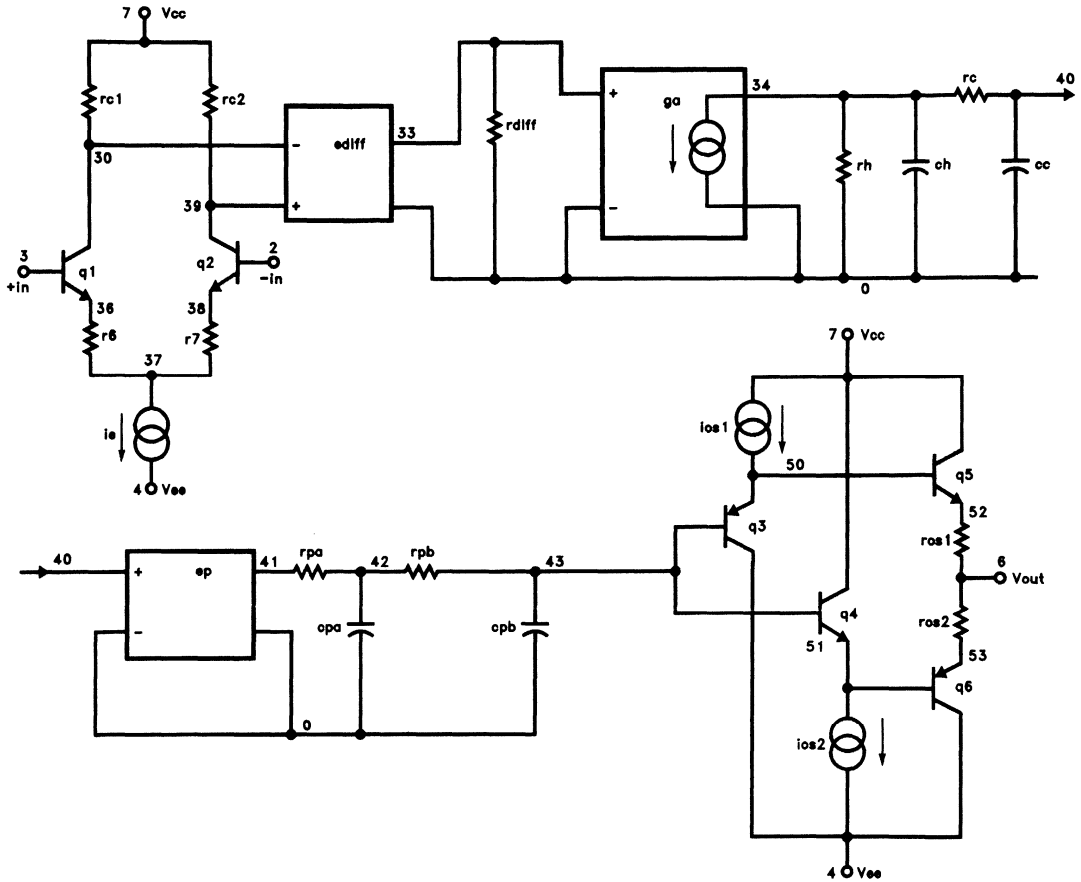 7 Vcc
rc1
rc2
30
39
- ediff
+
33
rdiff
+ ga
-
34
rc
40
rh
ch
cc
0
3
+in
q1
q2
2
-in
36
38
r6
r7
37
ie
4 Vee
7 Vcc
ios1
50
q5
q3
52
ros1
6
Vout
ros2
q4
51
53
q6
ios2
4 Vee
40
+ ep
-
41
rpa
42
rpb
43
cpa
cpb
0